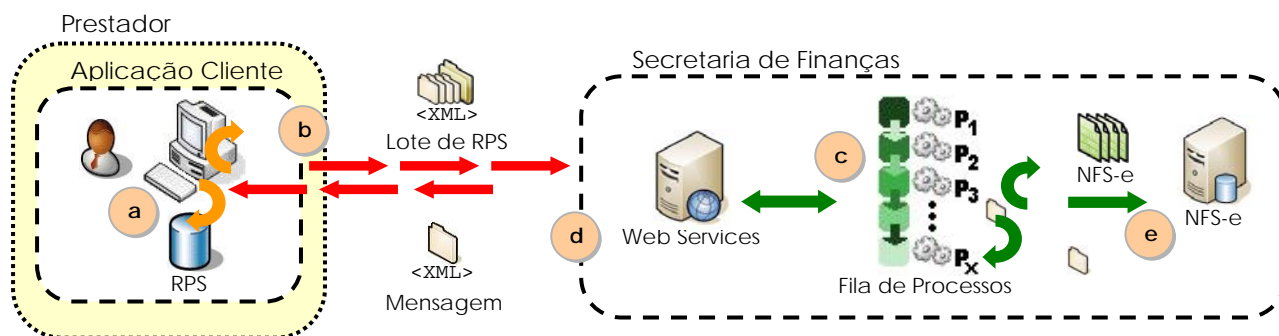 Prestador
Aplicação Cliente
a
RPS
b
<XML>
Lote de RPS
<XML>
Mensagem
Secretaria de Finanças
d
Web Services
c
P1
P2
P3
Px
Fila de Processos
NFS-e
e
NFS-e